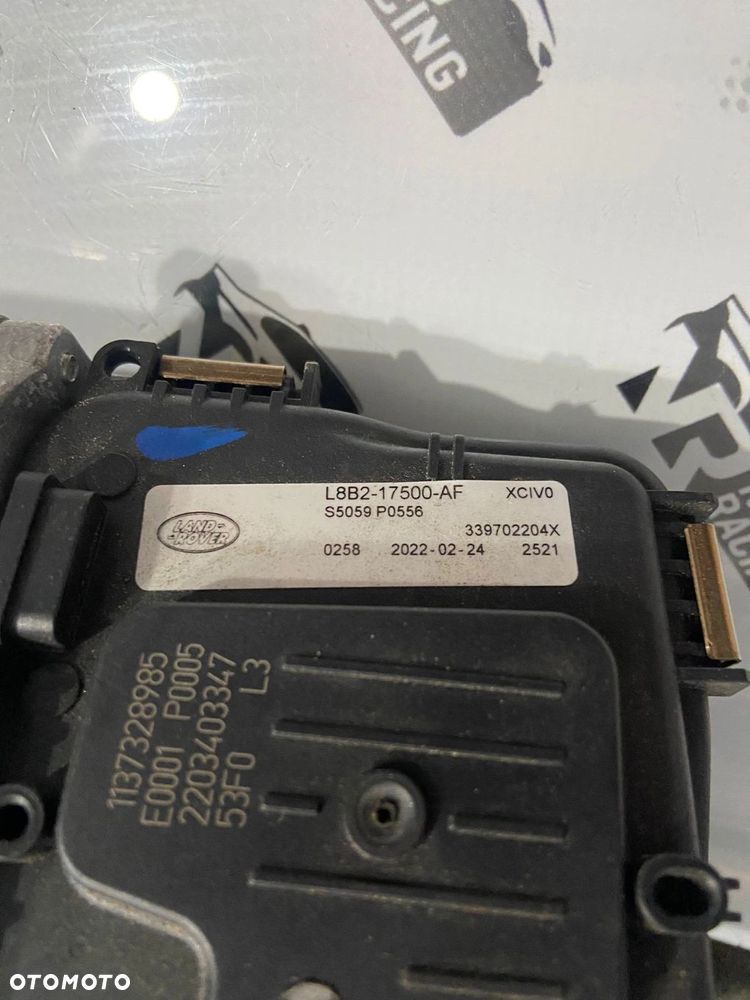 RACING
L8B2-17500-AF XCIV0
S5059 P0556
339702204X
LAND-
ROVER
0258 2022-02-24 2521
1137328985
E0001 P0005
2203403347
53F0 L3
OTOMOTO